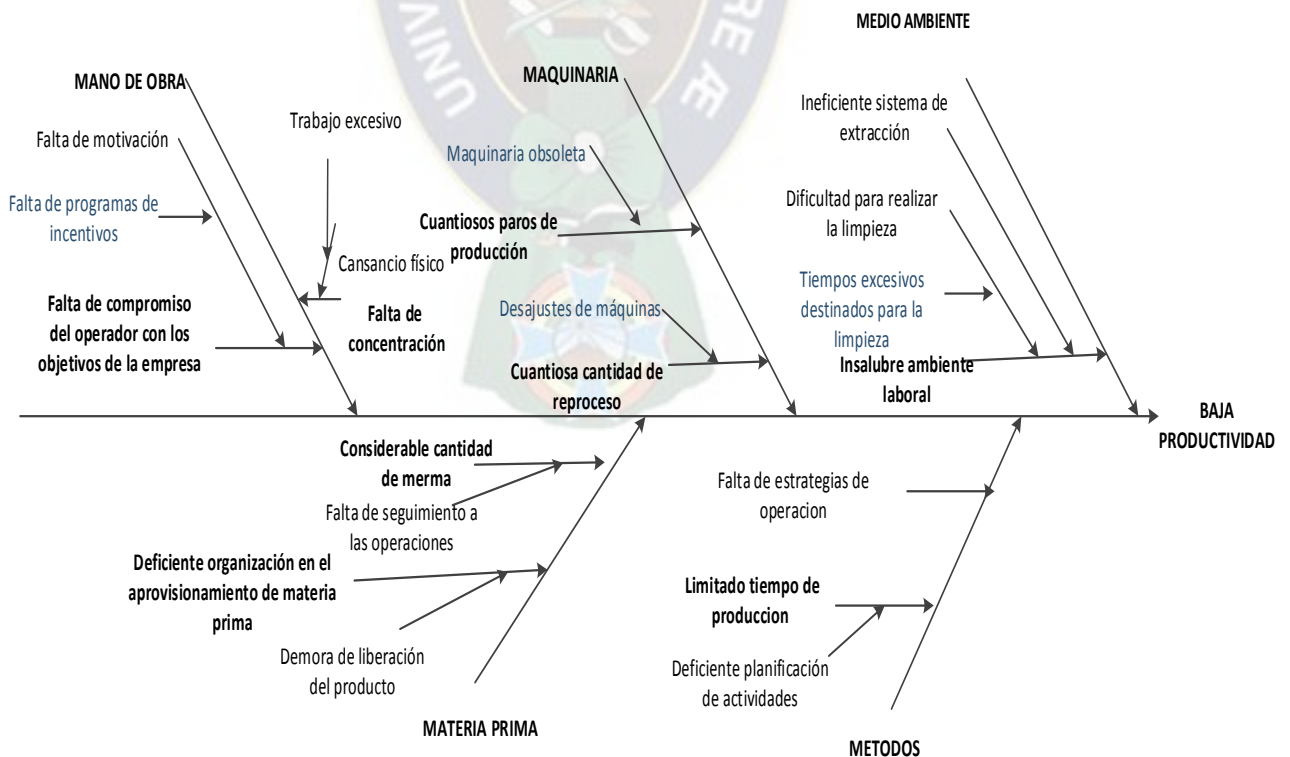 MEDIO AMBIENTE
MANO DE OBRA
MAQUINARIA
UNIV
RE Æ
Falta de motivación
Trabajo excesivo
Falta de programas de
incentivos
Cansancio físico
Falta de compromiso
del operador con los
objetivos de la empresa
Falta de
concentración
Maquinaria obsoleta
Cuantiosos paros de
producción
Desajustes de máquinas
Cuantiosa cantidad de
reproceso
Ineficiente sistema de
extracción
Dificultad para realizar
la limpieza
Tiempos excesivos
destinados para la
limpieza
Insalubre ambiente
laboral
BAJA
PRODUCTIVIDAD
Considerable cantidad
de merma
Falta de seguimiento a
las operaciones
Deficiente organización en el
aprovisionamiento de materia
prima
Demora de liberación
del producto
MATERIA PRIMA
Falta de estrategias de
operacion
Limitado tiempo de
produccion
Deficiente planificación
de actividades
METODOS